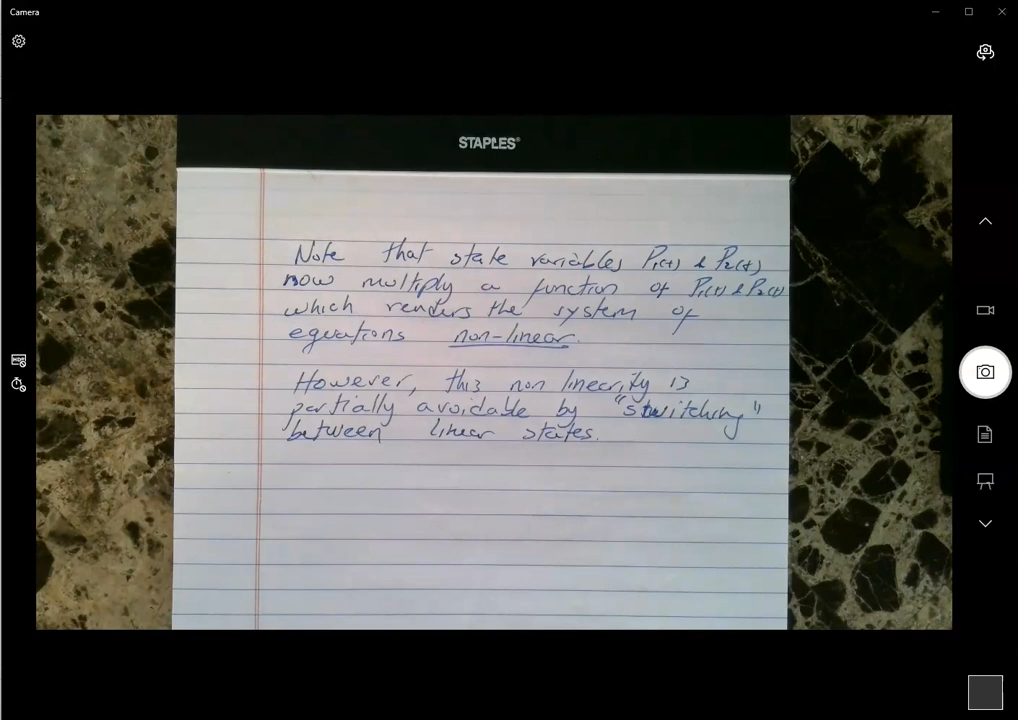 Camera
STAPLES®
Note that state variables P1(t) & P2(t)
now multiply a function of P1(t) & P2(t)
which renders the system of
equations non-linear.
However, this non linearity is
partially avoidable by "switching"
between linear states.